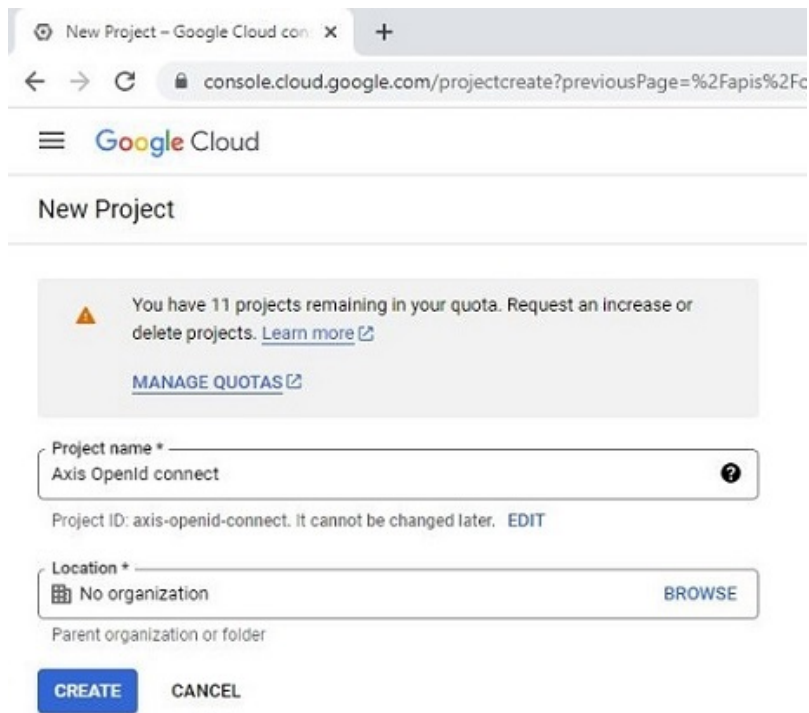 New Project – Google Cloud con
console.cloud.google.com/projectcreate?previousPage=%2Fapis%2Fc
Google Cloud
New Project
You have 11 projects remaining in your quota. Request an increase or
delete projects. Learn more
MANAGE QUOTAS
Project name *
Axis OpenId connect
Project ID: axis-openid-connect. It cannot be changed later. EDIT
Location *
No organization BROWSE
Parent organization or folder
CREATE CANCEL